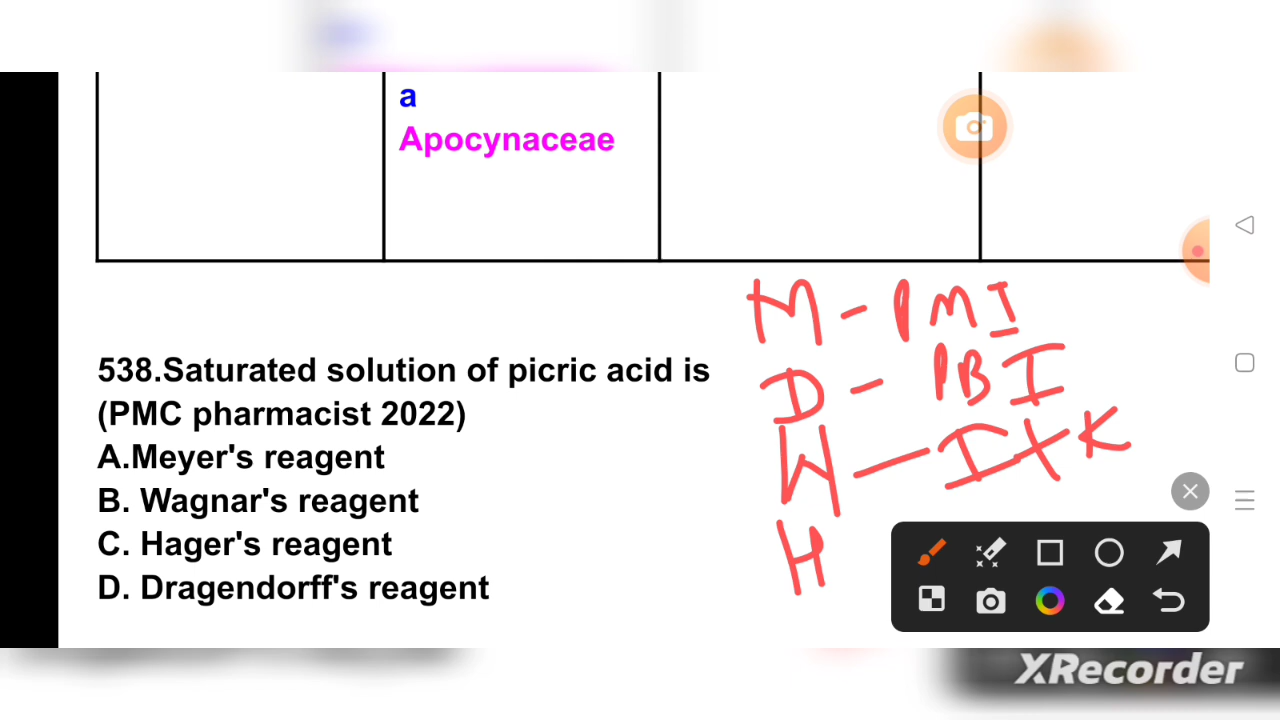 a
Apocynaceae
M - PMI
538.Saturated solution of picric acid is
D - PBI
(PMC pharmacist 2022)
A.Meyer's reagent
W - I + K
B. Wagnar's reagent
C. Hager's reagent
H
D. Dragendorff's reagent
XRecorder